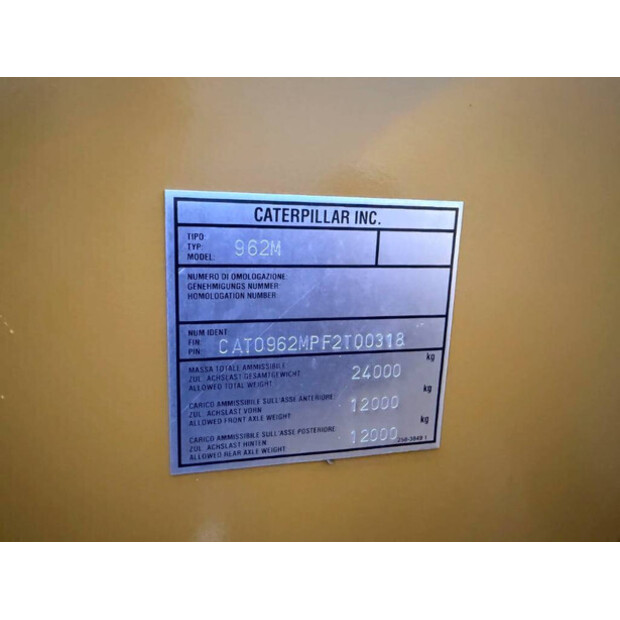 CATERPILLAR INC.
TIPO:
TYP:
MODEL: 962M
NUMERO DI OMOLOGAZIONE:
GENEHMIGUNGS NUMMER:
HOMOLOGATION NUMBER:
NUM IDENT.
FIN:
PIN: CAT0962MPF2T00318
MASSA TOTALE AMMISSIBILE:
ZUL. ACHSLAST GESAMTGEWICHT:
ALLOWED TOTAL WEIGHT:
24000 kg
CARICO AMMISSIBILE SULL'ASSE ANTERIORE:
ZUL. ACHSLAST VORN
ALLOWED FRONT AXLE WEIGHT:
12000 kg
CARICO AMMISSIBILE SULL'ASSE POSTERIORE:
ZUL. ACHSLAST HINTEN
ALLOWED REAR AXLE WEIGHT:
12000 kg